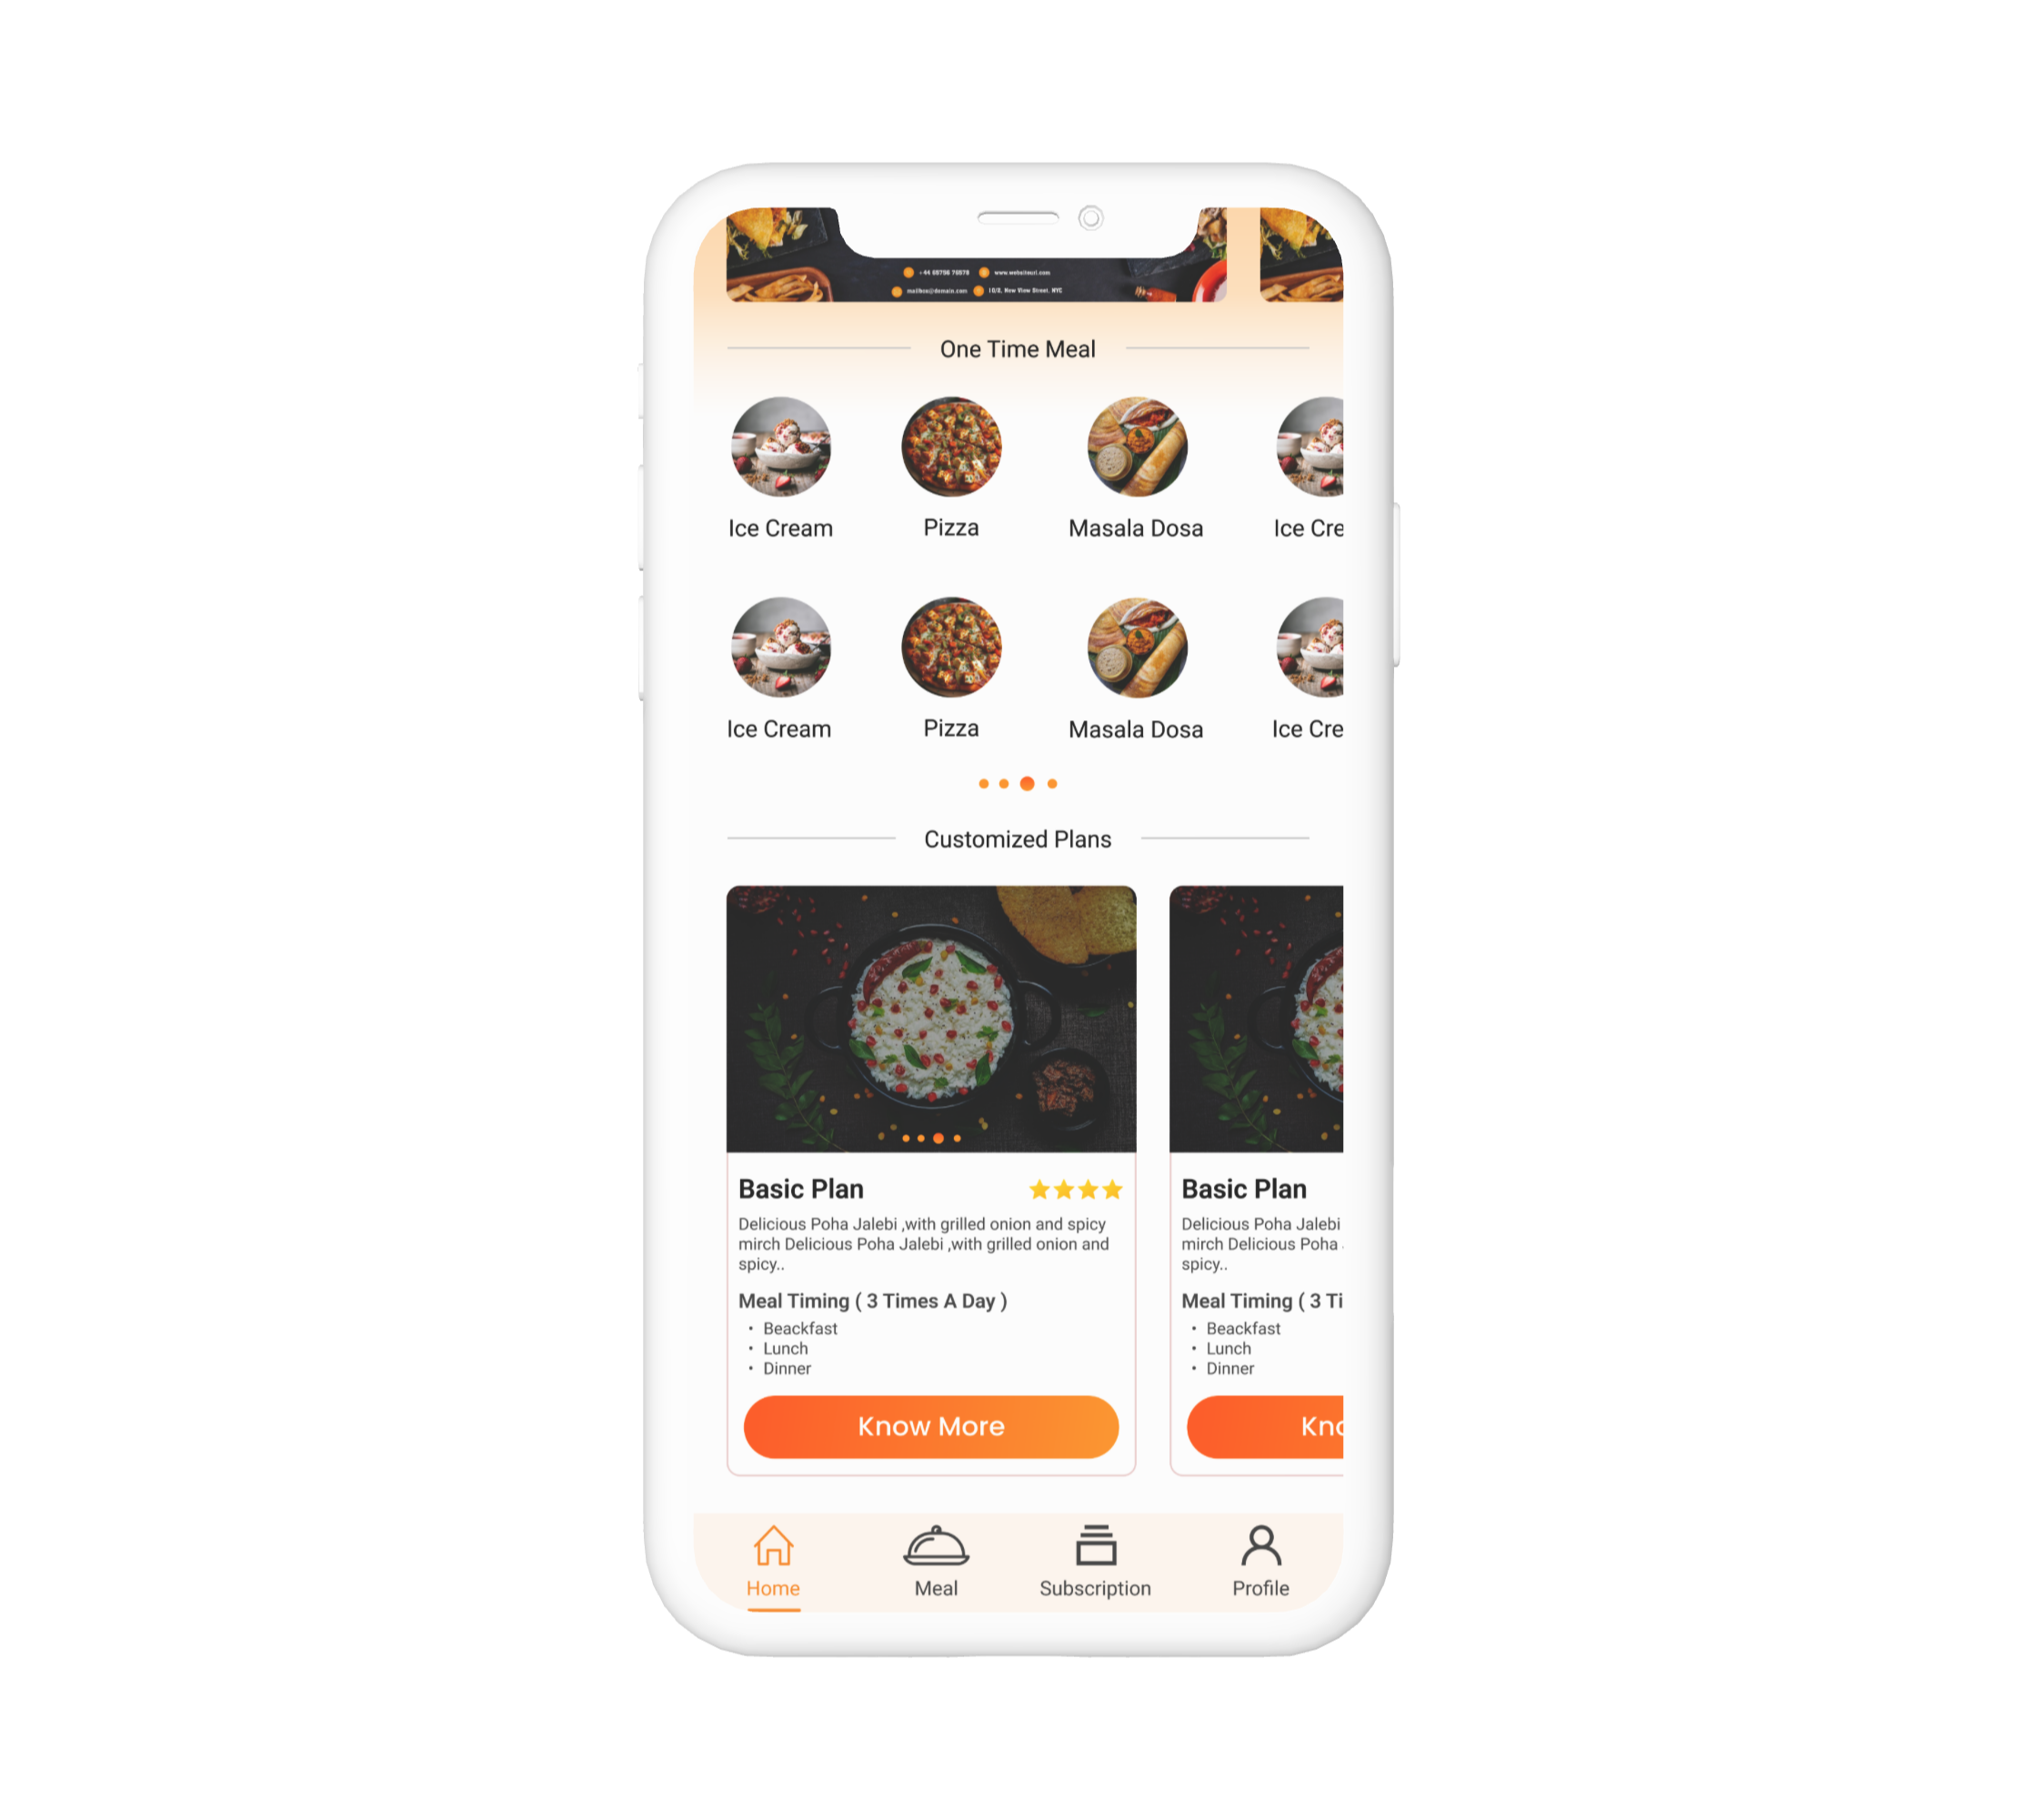 +44 65756 76576 www.websiteurl.com
mailbox@domain.com 10/8, New View Street, NYC
One Time Meal
Ice Cream Pizza Masala Dosa Ice Cre
Ice Cream Pizza Masala Dosa Ice Cre
Customized Plans
Basic Plan
Delicious Poha Jalebi ,with grilled onion and spicy
mirch Delicious Poha Jalebi ,with grilled onion and
spicy..
Meal Timing ( 3 Times A Day )
• Beackfast
• Lunch
• Dinner
Know More
Basic Plan
Delicious Poha Jalebi
mirch Delicious Poha
spicy..
Meal Timing ( 3 Ti
• Beackfast
• Lunch
• Dinner
Kno
Home Meal Subscription Profile